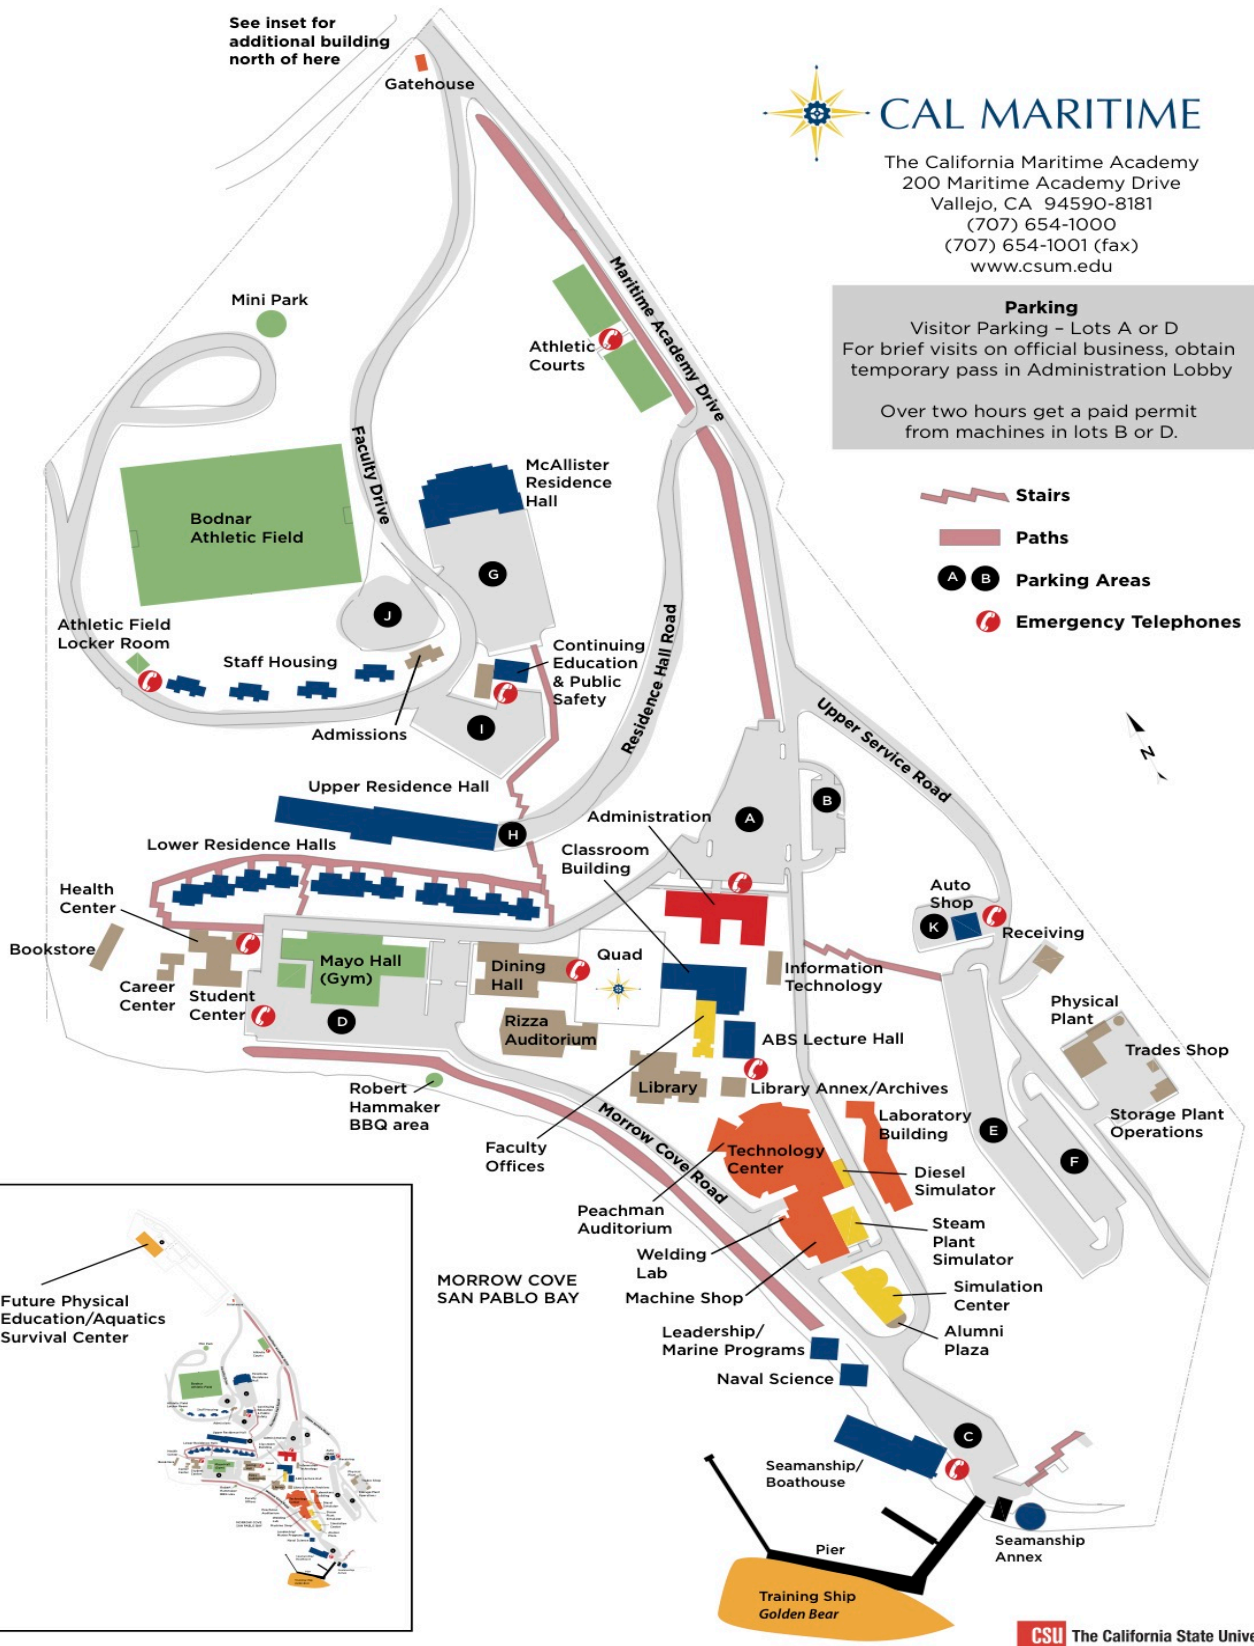 See inset for
additional building
north of here
Gatehouse
CAL MARITIME
The California Maritime Academy
200 Maritime Academy Drive
Vallejo, CA 94590-8181
(707) 654-1000
(707) 654-1001 (fax)
www.csum.edu
Parking
Visitor Parking – Lots A or D
For brief visits on official business, obtain
temporary pass in Administration Lobby
Over two hours get a paid permit
from machines in lots B or D.
Stairs
Paths
A B Parking Areas
Emergency Telephones
Mini Park
Maritime Academy Drive
Athletic
Courts
Faculty Drive
McAllister
Residence
Hall
Bodnar
Athletic Field
G
J
Athletic Field
Locker Room
Staff Housing
Continuing
Education
& Public
Safety
Residence Hall Road
Admissions
I
Upper Service Road
N
Upper Residence Hall
H
Administration
A
B
Lower Residence Halls
Classroom
Building
Health
Center
Auto
Shop
K
Receiving
Bookstore
Career
Center
Student
Center
Mayo Hall
(Gym)
D
Dining
Hall
Quad
Information
Technology
Rizza
Auditorium
ABS Lecture Hall
Physical
Plant
Trades Shop
Library
Library Annex/Archives
Robert
Hammaker
BBQ area
Morrow Cove Road
Laboratory
Building
E
Storage Plant
Operations
Faculty
Offices
Technology
Center
F
Diesel
Simulator
Peachman
Auditorium
Steam
Plant
Simulator
Welding
Lab
Machine Shop
MORROW COVE
SAN PABLO BAY
Simulation
Center
Alumni
Plaza
Future Physical
Education/Aquatics
Survival Center
Leadership/
Marine Programs
Naval Science
C
Seamanship/
Boathouse
Seamanship
Annex
Pier
Training Ship
Golden Bear
CSU The California State Unive